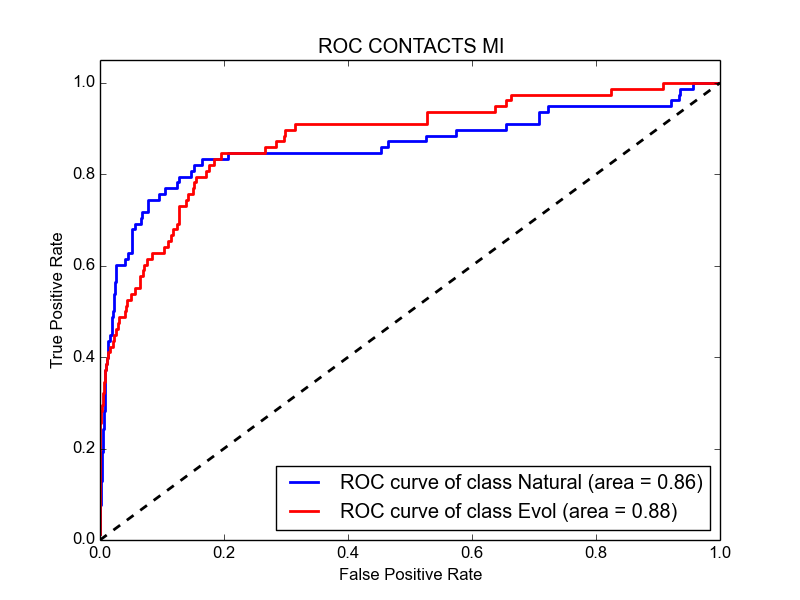 ROC CONTACTS MI
True Positive Rate
1.0
0.8
0.6
0.4
0.2
0.0
ROC curve of class Natural (area = 0.86)
ROC curve of class Evol (area = 0.88)
0.0 0.2 0.4 0.6 0.8 1.0
False Positive Rate